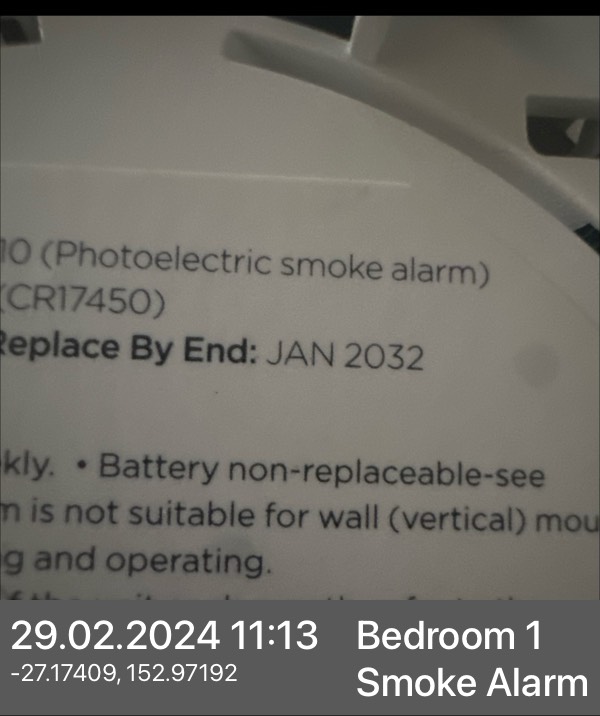 10 (Photoelectric smoke alarm)
(CR17450)
Replace By End: JAN 2032
kly. • Battery non-replaceable-see
m is not suitable for wall (vertical) mou
g and operating.
29.02.2024 11:13
-27.17409, 152.97192
Bedroom 1
Smoke Alarm